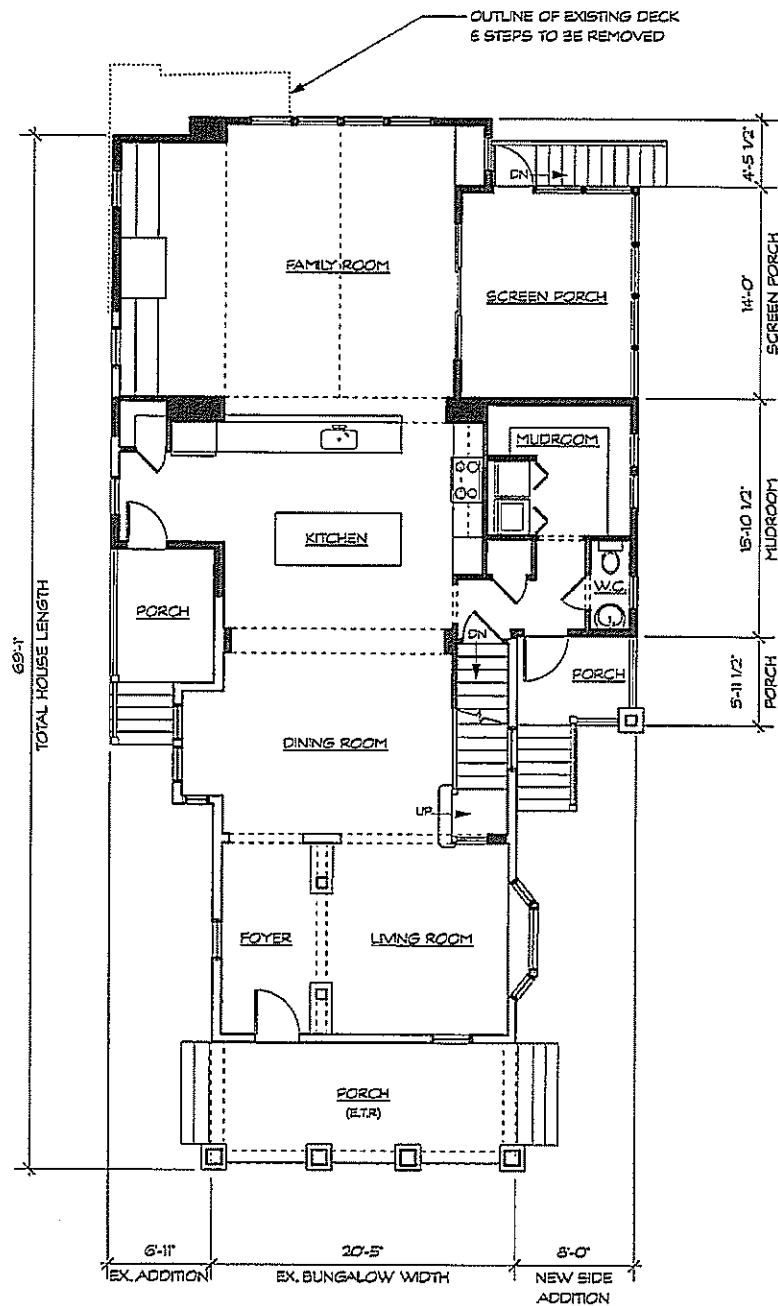 OUTLINE OF EXISTING DECK
& STEPS TO BE REMOVED
4'-5 1/2"
DN
FAMILY ROOM
SCREEN PORCH
14'-0"
SCREEN PORCH
MUDROOM
KITCHEN
15'-10 1/2"
MUDROOM
W.C.
PORCH
DN
PORCH
5'-11 1/2"
PORCH
69'-1"
TOTAL HOUSE LENGTH
DINING ROOM
UP
FOYER
LIVING ROOM
PORCH
(E.T.R)
6'-11"
20'-5"
8'-0"
EX. ADDITION
EX. BUNGALOW WIDTH
NEW SIDE
ADDITION